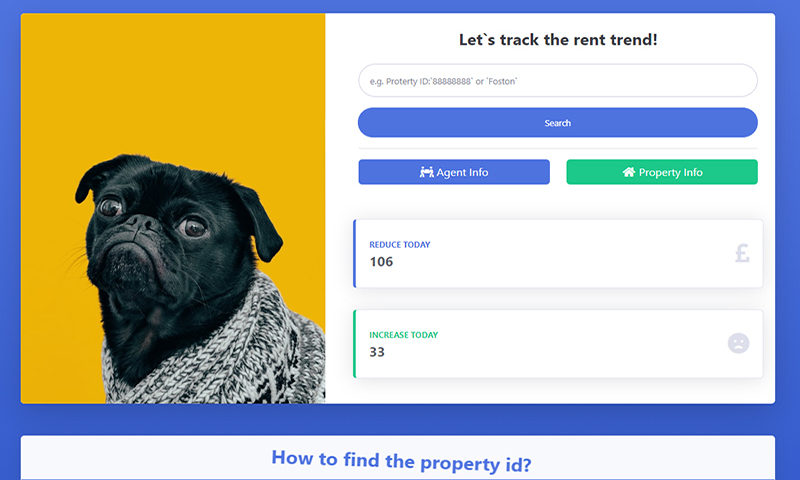 Let`s track the rent trend!
e.g. Proterty ID:`88888888` or `Foston`
Search
Agent Info
Property Info
REDUCE TODAY
106
£
INCREASE TODAY
33
How to find the property id?